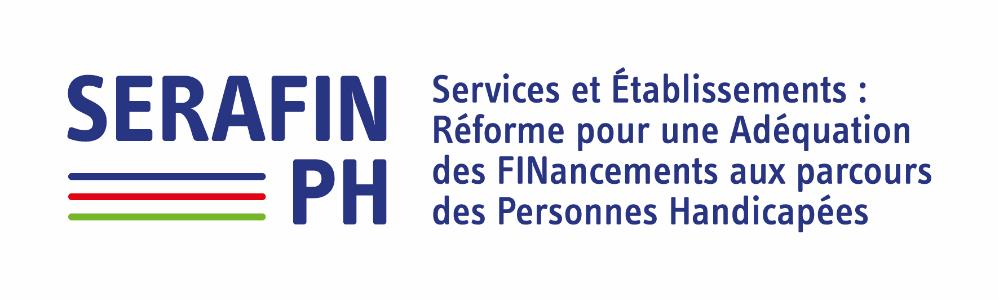 SERAFIN
PH
Services et Établissements :
Réforme pour une Adéquation
des FINancements aux parcours
des Personnes Handicapées